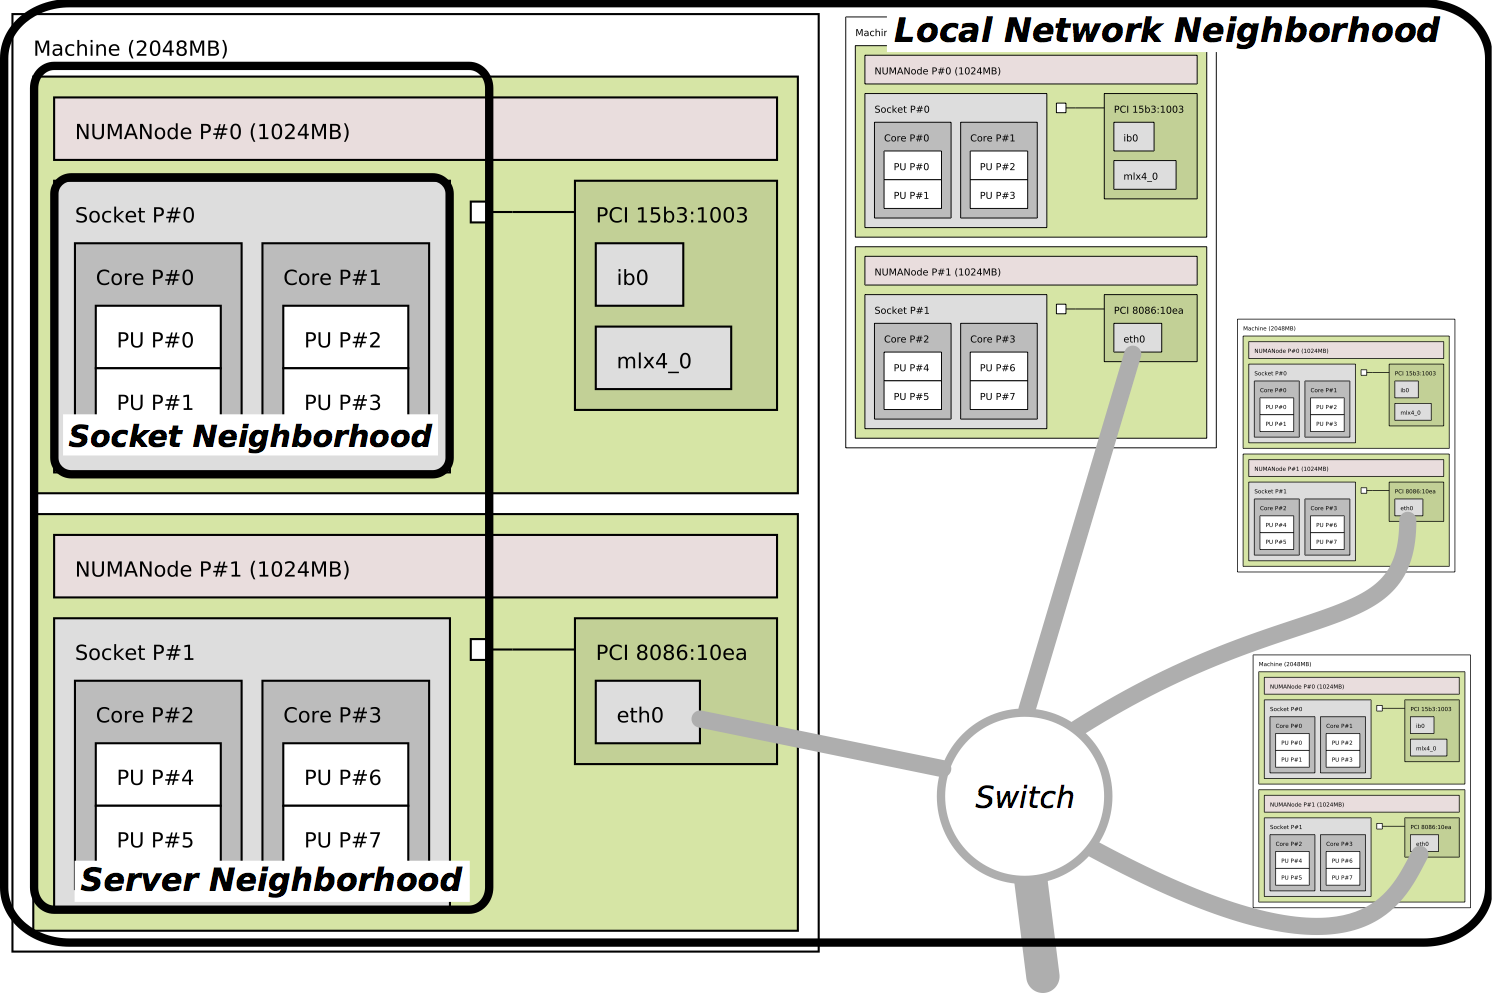 Local Network Neighborhood
Machine (2048MB)
NUMANode P#0 (1024MB)
Socket P#0
Core P#0
Core P#1
PU P#0
PU P#2
PU P#1
PU P#3
Socket Neighborhood
PCI 15b3:1003
ib0
mlx4_0
NUMANode P#1 (1024MB)
Socket P#1
Core P#2
Core P#3
PU P#4
PU P#6
PU P#5
PU P#7
Server Neighborhood
PCI 8086:10ea
eth0
Machin
NUMANode P#0 (1024MB)
Socket P#0
Core P#0
Core P#1
PU P#0
PU P#2
PU P#1
PU P#3
PCI 15b3:1003
ib0
mlx4_0
NUMANode P#1 (1024MB)
Socket P#1
Core P#2
Core P#3
PU P#4
PU P#6
PU P#5
PU P#7
PCI 8086:10ea
eth0
Machine (2048MB)
NUMANode P#0 (1024MB)
Socket P#0
Core P#0
Core P#1
PU P#0
PU P#2
PU P#1
PU P#3
PCI 15b3:1003
ib0
mlx4_0
NUMANode P#1 (1024MB)
Socket P#1
Core P#2
Core P#3
PU P#4
PU P#6
PU P#5
PU P#7
PCI 8086:10ea
eth0
Switch
Machine (2048MB)
NUMANode P#0 (1024MB)
Socket P#0
Core P#0
Core P#1
PU P#0
PU P#2
PU P#1
PU P#3
PCI 15b3:1003
ib0
mlx4_0
NUMANode P#1 (1024MB)
Socket P#1
Core P#2
Core P#3
PU P#4
PU P#6
PU P#5
PU P#7
PCI 8086:10ea
eth0